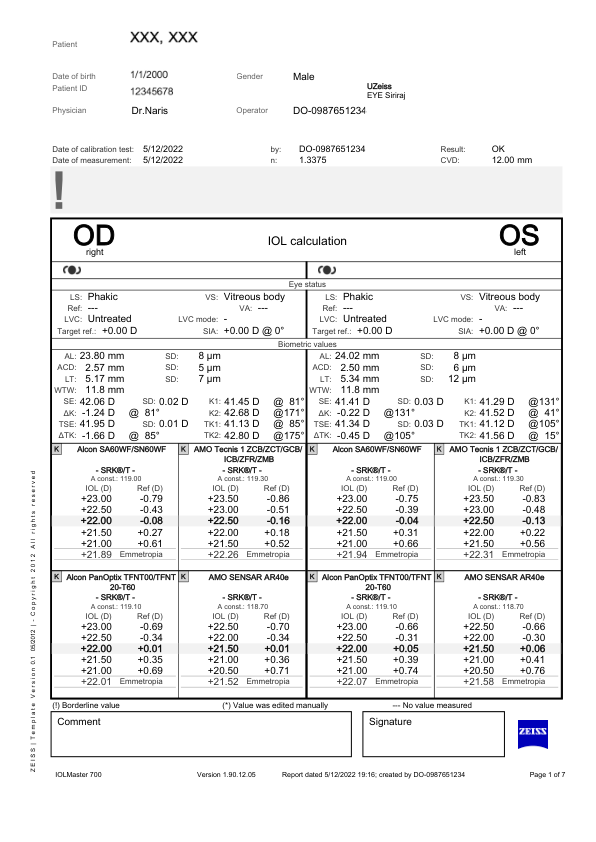 Patient XXX, XXX
Date of birth 1/1/2000 Gender Male
Patient ID 12345678 UZeiss
EYE Siriraj
Physician Dr.Naris Operator DO-0987651234
Date of calibration test: 5/12/2022 by: DO-0987651234 Result: OK
Date of measurement: 5/12/2022 n: 1.3375 CVD: 12.00 mm
!
OD IOL calculation OS
right left
Eye status
LS: Phakic VS: Vitreous body LS: Phakic VS: Vitreous body
Ref: --- VA: --- Ref: --- VA: ---
LVC: Untreated LVC mode: - LVC: Untreated LVC mode: -
Target ref.: +0.00 D SIA: +0.00 D @ 0° Target ref.: +0.00 D SIA: +0.00 D @ 0°
Biometric values
AL: 23.80 mm SD: 8 µm AL: 24.02 mm SD: 8 µm
ACD: 2.57 mm SD: 5 µm ACD: 2.50 mm SD: 6 µm
LT: 5.17 mm SD: 7 µm LT: 5.34 mm SD: 12 µm
WTW: 11.8 mm WTW: 11.8 mm
SE: 42.06 D SD: 0.02 D K1: 41.45 D @ 81° SE: 41.41 D SD: 0.03 D K1: 41.29 D @131°
ΔK: -1.24 D @ 81° K2: 42.68 D @171° ΔK: -0.22 D @131° K2: 41.52 D @ 41°
TSE: 41.95 D SD: 0.01 D TK1: 41.13 D @ 85° TSE: 41.34 D SD: 0.03 D TK1: 41.12 D @105°
ΔTK: -1.66 D @ 85° TK2: 42.80 D @175° ΔTK: -0.45 D @105° TK2: 41.56 D @ 15°
K Alcon SA60WF/SN60WF K AMO Tecnis 1 ZCB/ZCT/GCB/ K Alcon SA60WF/SN60WF K AMO Tecnis 1 ZCB/ZCT/GCB/
ICB/ZFR/ZMB ICB/ZFR/ZMB
- SRK®/T - - SRK®/T - - SRK®/T - - SRK®/T -
A const.: 119.00 A const.: 119.30 A const.: 119.00 A const.: 119.30
IOL (D) Ref (D) IOL (D) Ref (D) IOL (D) Ref (D) IOL (D) Ref (D)
+23.00 -0.79 +23.50 -0.86 +23.00 -0.75 +23.50 -0.83
+22.50 -0.43 +23.00 -0.51 +22.50 -0.39 +23.00 -0.48
+22.00 -0.08 +22.50 -0.16 +22.00 -0.04 +22.50 -0.13
+21.50 +0.27 +22.00 +0.18 +21.50 +0.31 +22.00 +0.22
+21.00 +0.61 +21.50 +0.52 +21.00 +0.66 +21.50 +0.56
+21.89 Emmetropia +22.26 Emmetropia +21.94 Emmetropia +22.31 Emmetropia
K Alcon PanOptix TFNT00/TFNT K AMO SENSAR AR40e K Alcon PanOptix TFNT00/TFNT K AMO SENSAR AR40e
20-T60 20-T60
- SRK®/T - - SRK®/T - - SRK®/T - - SRK®/T -
A const.: 119.10 A const.: 118.70 A const.: 119.10 A const.: 118.70
IOL (D) Ref (D) IOL (D) Ref (D) IOL (D) Ref (D) IOL (D) Ref (D)
+23.00 -0.69 +22.50 -0.70 +23.00 -0.66 +22.50 -0.66
+22.50 -0.34 +22.00 -0.34 +22.50 -0.31 +22.00 -0.30
+22.00 +0.01 +21.50 +0.01 +22.00 +0.05 +21.50 +0.06
+21.50 +0.35 +21.00 +0.36 +21.50 +0.39 +21.00 +0.41
+21.00 +0.69 +20.50 +0.71 +21.00 +0.74 +20.50 +0.76
+22.01 Emmetropia +21.52 Emmetropia +22.07 Emmetropia +21.58 Emmetropia
(!) Borderline value (*) Value was edited manually --- No value measured
Comment Signature
ZEISS
IOLMaster 700 Version 1.90.12.05 Report dated 5/12/2022 19:16; created by DO-0987651234 Page 1 of 7
ZEISS | Template Version 0.1 05/2012 | - Copyright 2012 All rights reserved